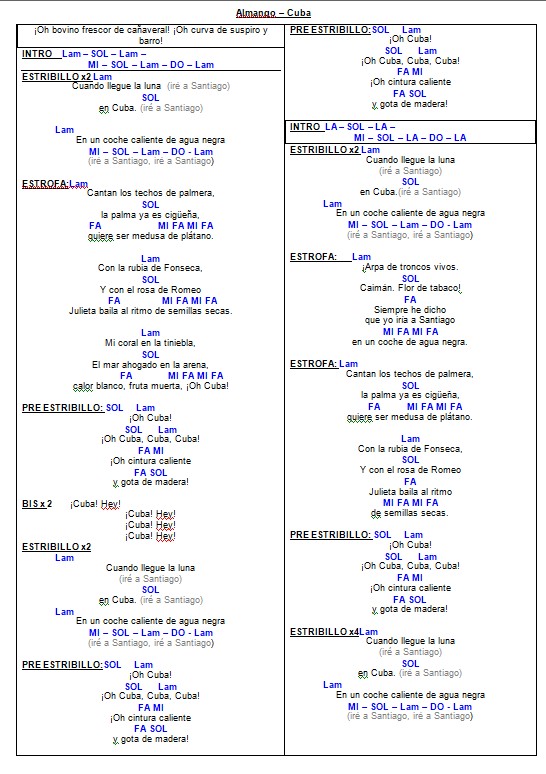 Almango – Cuba
¡Oh bovino frescor de cañaveral! ¡Oh curva de suspiro y
barro!
INTRO Lam – SOL – Lam –
MI – SOL – Lam – DO – Lam
ESTRIBILLO x2 Lam
Cuando llegue la luna (iré a Santiago)
SOL
en Cuba. (iré a Santiago)
Lam
En un coche caliente de agua negra
MI – SOL – Lam – DO - Lam
(iré a Santiago, iré a Santiago)
ESTROFA: Lam
Cantan los techos de palmera,
SOL
la palma ya es cigüeña,
FA MI FA MI FA
quiere ser medusa de plátano.
Lam
Con la rubia de Fonseca,
SOL
Y con el rosa de Romeo
FA MI FA MI FA
Julieta baila al ritmo de semillas secas.
Lam
Mi coral en la tiniebla,
SOL
El mar ahogado en la arena,
FA MI FA MI FA
calor blanco, fruta muerta, ¡Oh Cuba!
PRE ESTRIBILLO: SOL Lam
¡Oh Cuba!
SOL Lam
¡Oh Cuba, Cuba, Cuba!
FA MI
¡Oh cintura caliente
FA SOL
y gota de madera!
BIS x 2 ¡Cuba! Hey!
¡Cuba! Hey!
¡Cuba! Hey!
¡Cuba! Hey!
ESTRIBILLO x2
Lam
Cuando llegue la luna
(iré a Santiago)
SOL
en Cuba. (iré a Santiago)
Lam
En un coche caliente de agua negra
MI – SOL – Lam – DO - Lam
(iré a Santiago, iré a Santiago)
PRE ESTRIBILLO: SOL Lam
¡Oh Cuba!
SOL Lam
¡Oh Cuba, Cuba, Cuba!
FA MI
¡Oh cintura caliente
FA SOL
y gota de madera!
PRE ESTRIBILLO: SOL Lam
¡Oh Cuba!
SOL Lam
¡Oh Cuba, Cuba, Cuba!
FA MI
¡Oh cintura caliente
FA SOL
y gota de madera!
INTRO LA – SOL – LA –
MI – SOL – LA – DO – LA
ESTRIBILLO x2 Lam
Cuando llegue la luna
(iré a Santiago)
SOL
en Cuba. (iré a Santiago)
Lam
En un coche caliente de agua negra
MI – SOL – Lam – DO - Lam
(iré a Santiago, iré a Santiago)
ESTROFA: Lam
¡Arpa de troncos vivos.
SOL
Caimán. Flor de tabaco!
FA
Siempre he dicho
que yo iría a Santiago
MI FA MI FA
en un coche de agua negra.
ESTROFA: Lam
Cantan los techos de palmera,
SOL
la palma ya es cigüeña,
FA MI FA MI FA
quiere ser medusa de plátano.
Lam
Con la rubia de Fonseca,
SOL
Y con el rosa de Romeo
FA
Julieta baila al ritmo
MI FA MI FA
de semillas secas.
PRE ESTRIBILLO: SOL Lam
¡Oh Cuba!
SOL Lam
¡Oh Cuba, Cuba, Cuba!
FA MI
¡Oh cintura caliente
FA SOL
y gota de madera!
ESTRIBILLO x4 Lam
Cuando llegue la luna
(iré a Santiago)
SOL
en Cuba. (iré a Santiago)
Lam
En un coche caliente de agua negra
MI – SOL – Lam – DO - Lam
(iré a Santiago, iré a Santiago)